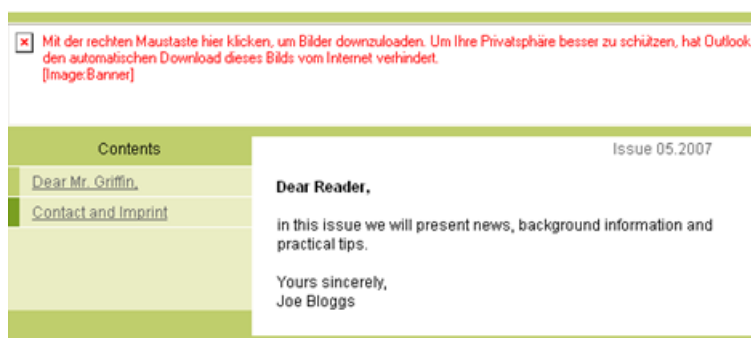 Mit der rechten Maustaste hier klicken, um Bilder downzuloaden. Um Ihre Privatsphäre besser zu schützen, hat Outlook
den automatischen Download dieses Bilds vom Internet verhindert.
[Image:Banner]
Contents
Issue 05.2007
Dear Mr. Griffin,
Contact and Imprint
Dear Reader,
in this issue we will present news, background information and
practical tips.
Yours sincerely,
Joe Bloggs